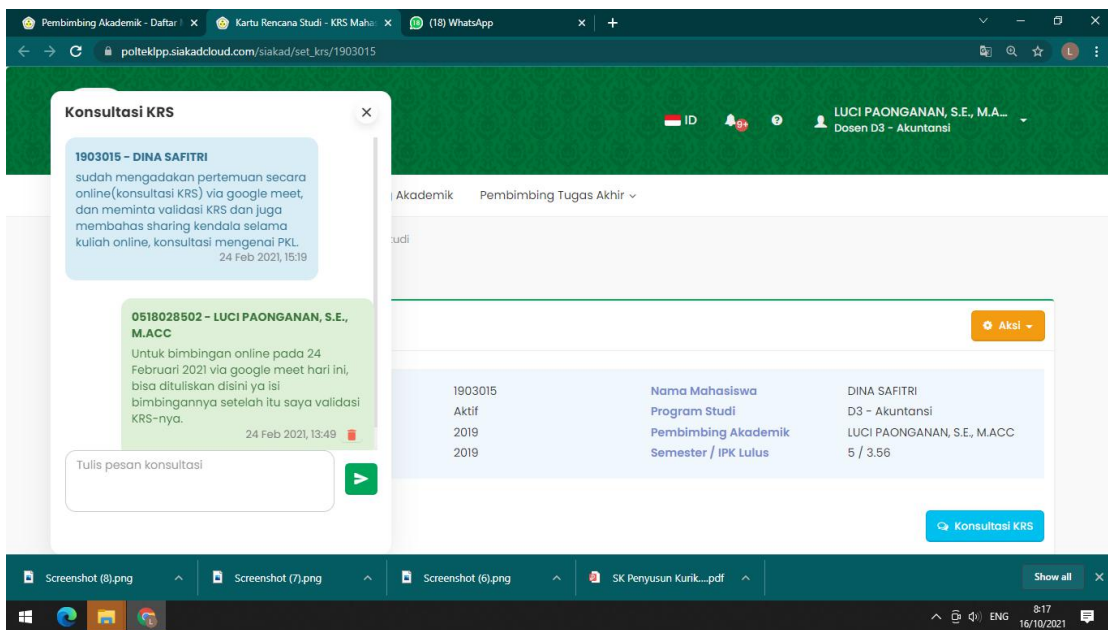 Pembimbing Akademik - Daftar
Kartu Rencana Studi - KRS Maha
(18) WhatsApp
polteklpp.siakadcloud.com/siakad/set_krs/1903015
L
Konsultasi KRS
ID
9+
LUCI PAONGANAN, S.E., M.A...
Dosen D3 - Akuntansi
Akademik
Pembimbing Tugas Akhir
tudi
1903015 - DINA SAFITRI
sudah mengadakan pertemuan secara
online(konsultasi KRS) via google meet,
dan meminta validasi KRS dan juga
membahas sharing kendala selama
kuliah online, konsultasi mengenai PKL.
24 Feb 2021, 15:19
0518028502 - LUCI PAONGANAN, S.E.,
M.ACC
Untuk bimbingan online pada 24
Februari 2021 via google meet hari ini,
bisa dituliskan disini ya isi
bimbingannya setelah itu saya validasi
KRS-nya.
24 Feb 2021, 13:49
Tulis pesan konsultasi
Aksi
1903015 Nama Mahasiswa DINA SAFITRI
Aktif Program Studi D3 - Akuntansi
2019 Pembimbing Akademik LUCI PAONGANAN, S.E., M.ACC
2019 Semester / IPK Lulus 5 / 3.56
Konsultasi KRS
Screenshot (8).png
Screenshot (7).png
Screenshot (6).png
SK Penyusun Kurik....pdf
Show all
ENG
8:17
16/10/2021